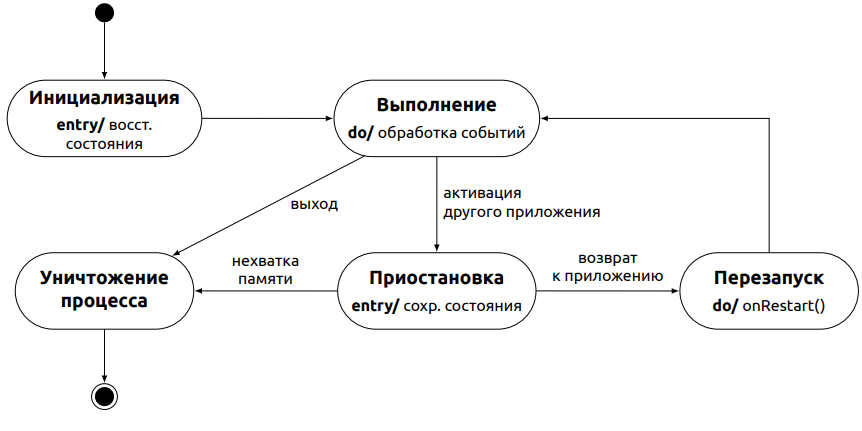 Инициализация
entry/ восст.
состояния
Выполнение
do/ обработка событий
выход
активация
другого приложения
Уничтожение
процесса
нехватка
памяти
Приостановка
entry/ сохр. состояния
возврат
к приложению
Перезапуск
do/ onRestart()